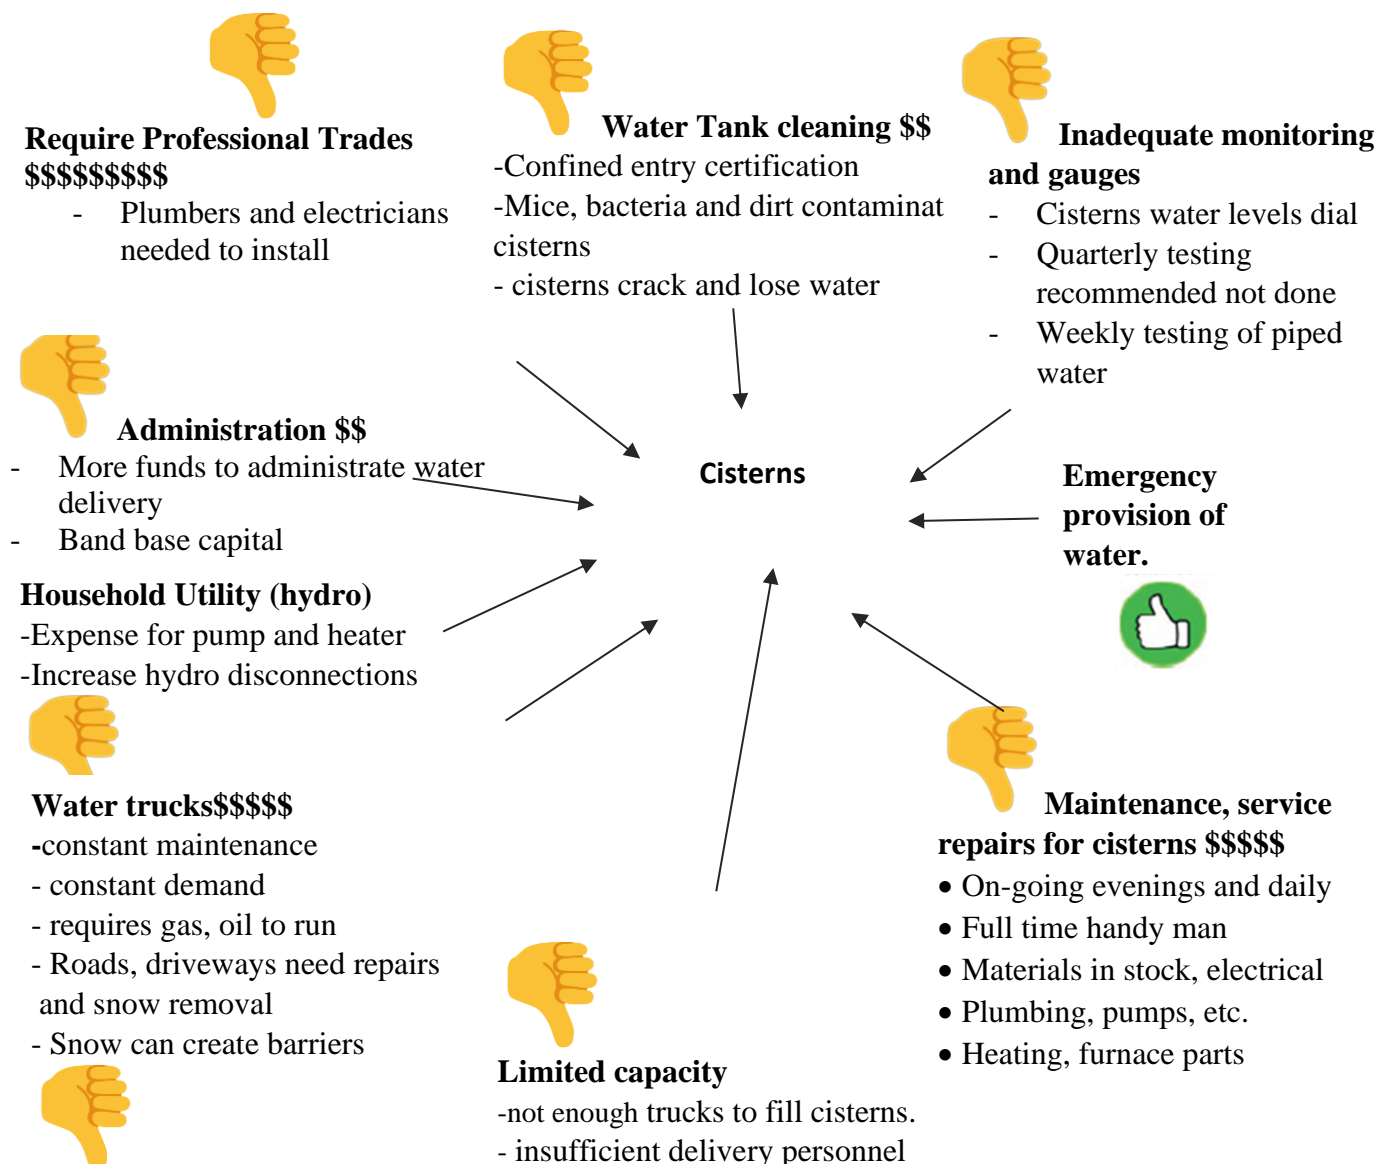 Require Professional Trades
$$$$$$$$$
- Plumbers and electricians
needed to install
Water Tank cleaning $$
-Confined entry certification
-Mice, bacteria and dirt contaminat
cisterns
- cisterns crack and lose water
Inadequate monitoring
and gauges
- Cisterns water levels dial
- Quarterly testing
recommended not done
- Weekly testing of piped
water
Administration $$
- More funds to administrate water
delivery
- Band base capital
Cisterns
Emergency
provision of
water.
Household Utility (hydro)
-Expense for pump and heater
-Increase hydro disconnections
Water trucks$$$$$
-constant maintenance
- constant demand
- requires gas, oil to run
- Roads, driveways need repairs
and snow removal
- Snow can create barriers
Limited capacity
-not enough trucks to fill cisterns.
- insufficient delivery personnel
Maintenance, service
repairs for cisterns $$$$$
• On-going evenings and daily
• Full time handy man
• Materials in stock, electrical
• Plumbing, pumps, etc.
• Heating, furnace parts